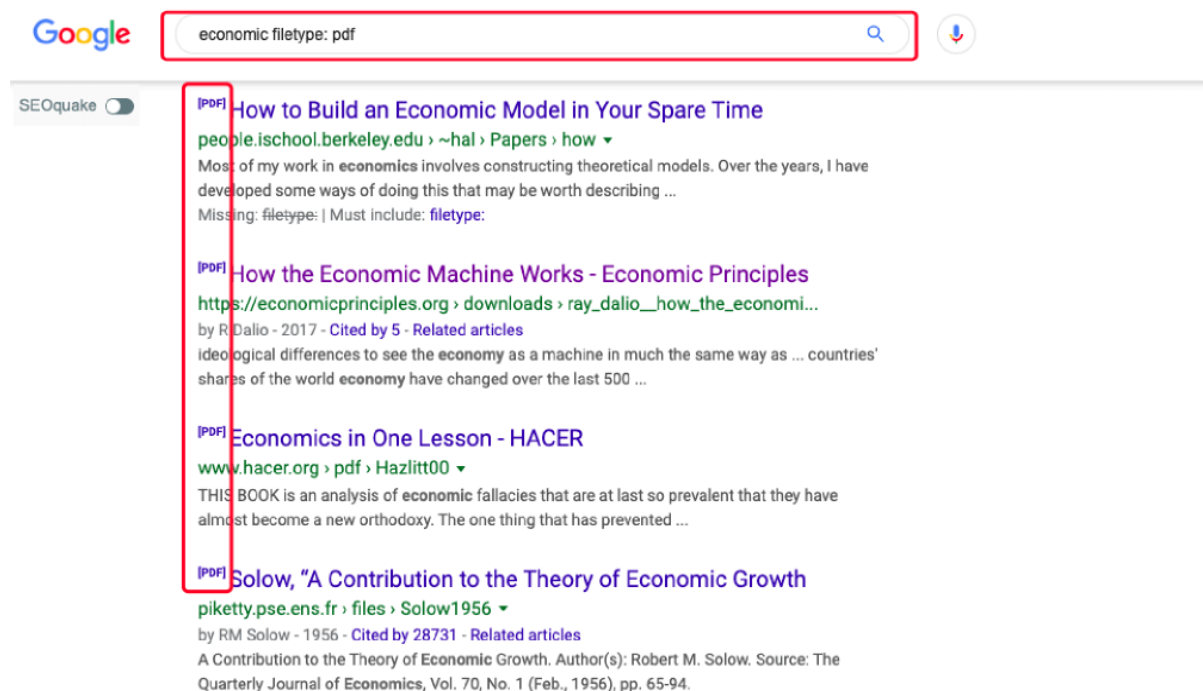 Google
economic filetype: pdf
SEOquake
[PDF] How to Build an Economic Model in Your Spare Time
people.ischool.berkeley.edu › ~hal › Papers › how
Most of my work in economics involves constructing theoretical models. Over the years, I have
developed some ways of doing this that may be worth describing ...
Missing: filetype: | Must include: filetype:
[PDF] How the Economic Machine Works - Economic Principles
https://economicprinciples.org › downloads › ray_dalio__how_the_economi...
by R Dalio - 2017 - Cited by 5 - Related articles
ideological differences to see the economy as a machine in much the same way as ... countries'
shares of the world economy have changed over the last 500 ...
[PDF] Economics in One Lesson - HACER
www.hacer.org › pdf › Hazlitt00
THIS BOOK is an analysis of economic fallacies that are at last so prevalent that they have
almost become a new orthodoxy. The one thing that has prevented ...
[PDF] Solow, “A Contribution to the Theory of Economic Growth
piketty.pse.ens.fr › files › Solow1956
by RM Solow - 1956 - Cited by 28731 - Related articles
A Contribution to the Theory of Economic Growth. Author(s): Robert M. Solow. Source: The
Quarterly Journal of Economics, Vol. 70, No. 1 (Feb., 1956), pp. 65-94.